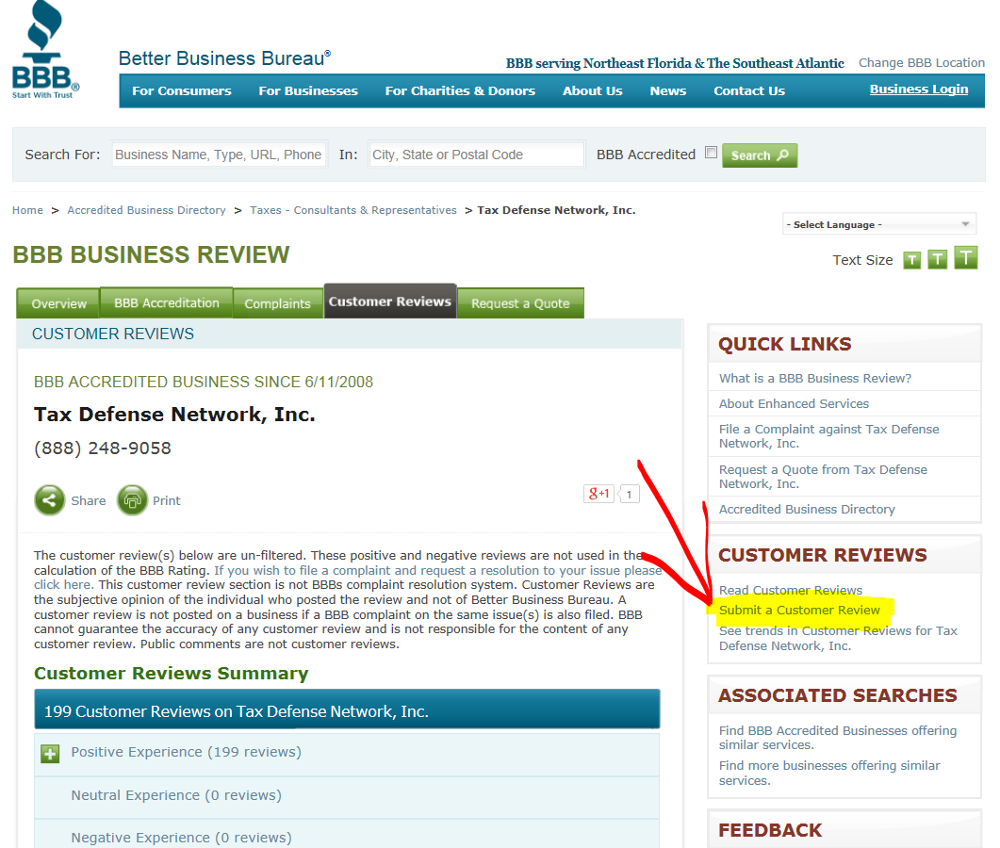 BBB®
Start With Trust
Better Business Bureau®
BBB serving Northeast Florida & The Southeast Atlantic
Change BBB Location
For Consumers
For Businesses
For Charities & Donors
About Us
News
Contact Us
Business Login
Search For:
Business Name, Type, URL, Phone
In:
City, State or Postal Code
BBB Accredited
Search
Home > Accredited Business Directory > Taxes - Consultants & Representatives > Tax Defense Network, Inc.
- Select Language -
BBB BUSINESS REVIEW
Text Size T T T
Overview
BBB Accreditation
Complaints
Customer Reviews
Request a Quote
CUSTOMER REVIEWS
BBB ACCREDITED BUSINESS SINCE 6/11/2008
Tax Defense Network, Inc.
(888) 248-9058
Share
Print
g+1
1
The customer review(s) below are un-filtered. These positive and negative reviews are not used in the
calculation of the BBB Rating. If you wish to file a complaint and request a resolution to your issue please
click here. This customer review section is not BBBs complaint resolution system. Customer Reviews are
the subjective opinion of the individual who posted the review and not of Better Business Bureau. A
customer review is not posted on a business if a BBB complaint on the same issue(s) is also filed. BBB
cannot guarantee the accuracy of any customer review and is not responsible for the content of any
customer review. Public comments are not customer reviews.
Customer Reviews Summary
199 Customer Reviews on Tax Defense Network, Inc.
Positive Experience (199 reviews)
Neutral Experience (0 reviews)
Negative Experience (0 reviews)
QUICK LINKS
What is a BBB Business Review?
About Enhanced Services
File a Complaint against Tax Defense
Network, Inc.
Request a Quote from Tax Defense
Network, Inc.
Accredited Business Directory
CUSTOMER REVIEWS
Read Customer Reviews
Submit a Customer Review
See trends in Customer Reviews for Tax
Defense Network, Inc.
ASSOCIATED SEARCHES
Find BBB Accredited Businesses offering
similar services.
Find more businesses offering similar
services.
FEEDBACK